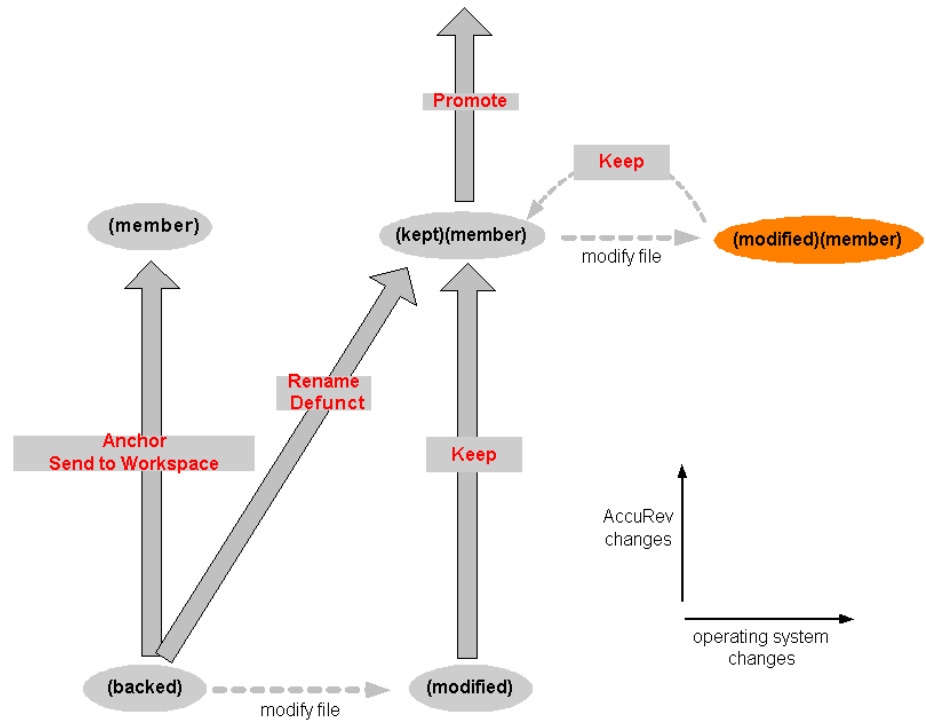 Promote
Keep
(member)
(kept)(member)
modify file
(modified)(member)
Rename
Defunct
Anchor
Send to Workspace
Keep
AccuRev
changes
operating system
changes
(backed)
modify file
(modified)